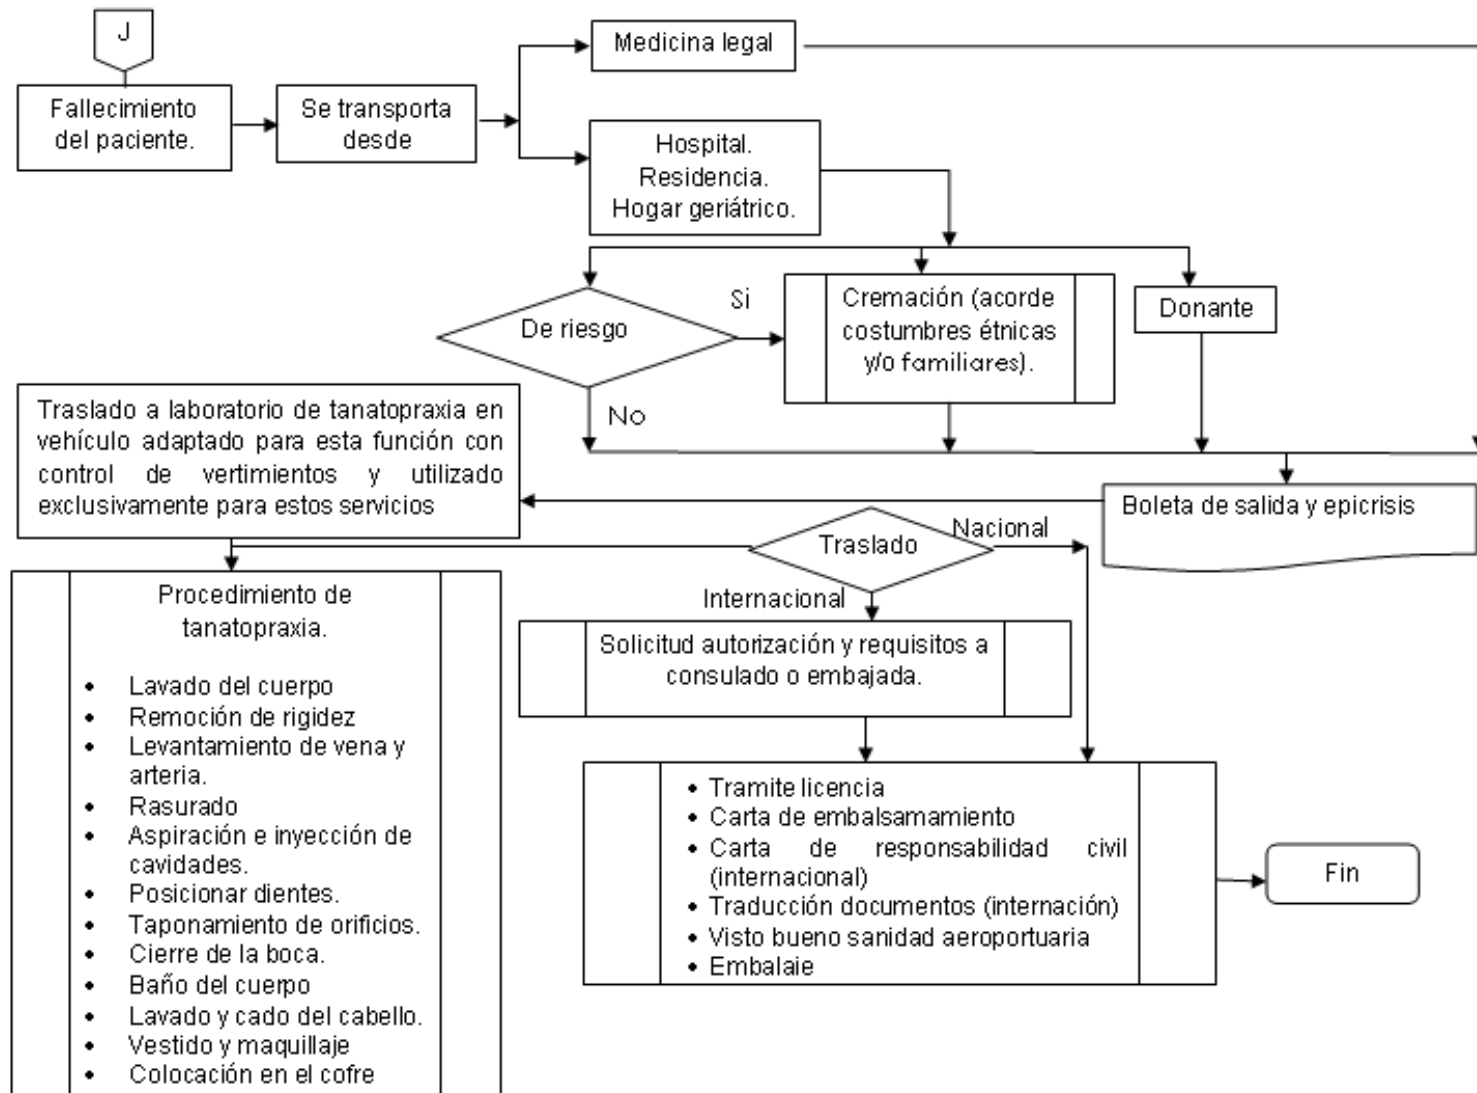 J
Fallecimiento
del paciente.
Se transporta
desde
Medicina legal
Hospital.
Residencia.
Hogar geriátrico.
De riesgo
Si
No
Cremación (acorde
costumbres étnicas
y/o familiares).
Donante
Traslado a laboratorio de tanatopraxia en
vehículo adaptado para esta función con
control de vertimientos y utilizado
exclusivamente para estos servicios
Boleta de salida y epicrisis
Traslado
Nacional
Internacional
Solicitud autorización y requisitos a
consulado o embajada.
Procedimiento de
tanatopraxia.
• Lavado del cuerpo
• Remoción de rigidez
• Levantamiento de vena y
arteria.
• Rasurado
• Aspiración e inyección de
cavidades.
• Posicionar dientes.
• Taponamiento de orificios.
• Cierre de la boca.
• Baño del cuerpo
• Lavado y cado del cabello.
• Vestido y maquillaje
• Colocación en el cofre
• Tramite licencia
• Carta de embalsamamiento
• Carta de responsabilidad civil
(internacional)
• Traducción documentos (internación)
• Visto bueno sanidad aeroportuaria
• Embalaje
Fin